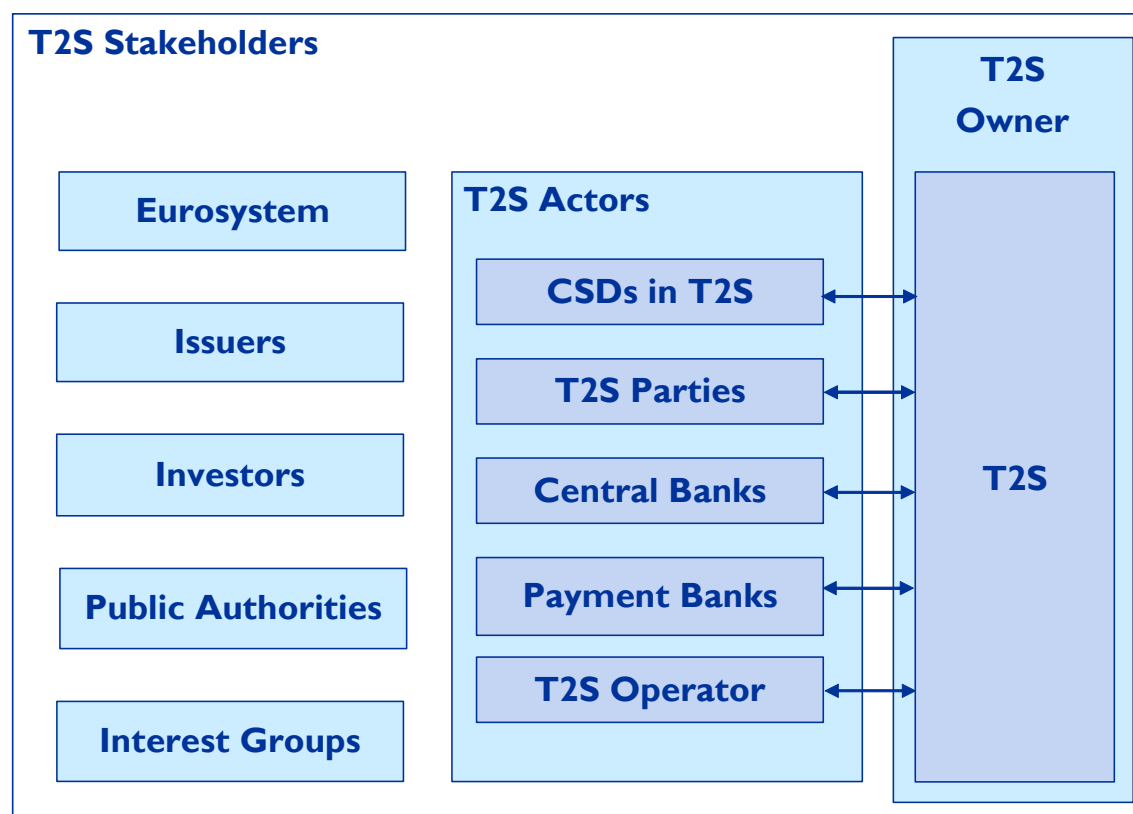 T2S Stakeholders
T2S
Owner
Eurosystem
Issuers
Investors
Public Authorities
Interest Groups
T2S Actors
CSDs in T2S
T2S Parties
Central Banks
Payment Banks
T2S Operator
T2S